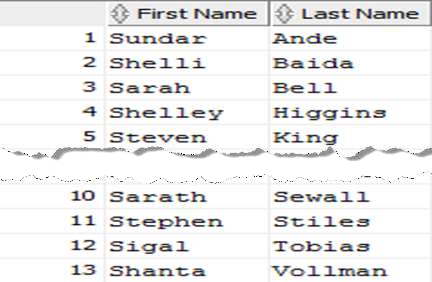 First Name Last Name
1 Sundar Ande
2 Shelli Baida
3 Sarah Bell
4 Shelley Higgins
5 Steven King
10 Sarath Sewall
11 Stephen Stiles
12 Sigal Tobias
13 Shanta Vollman